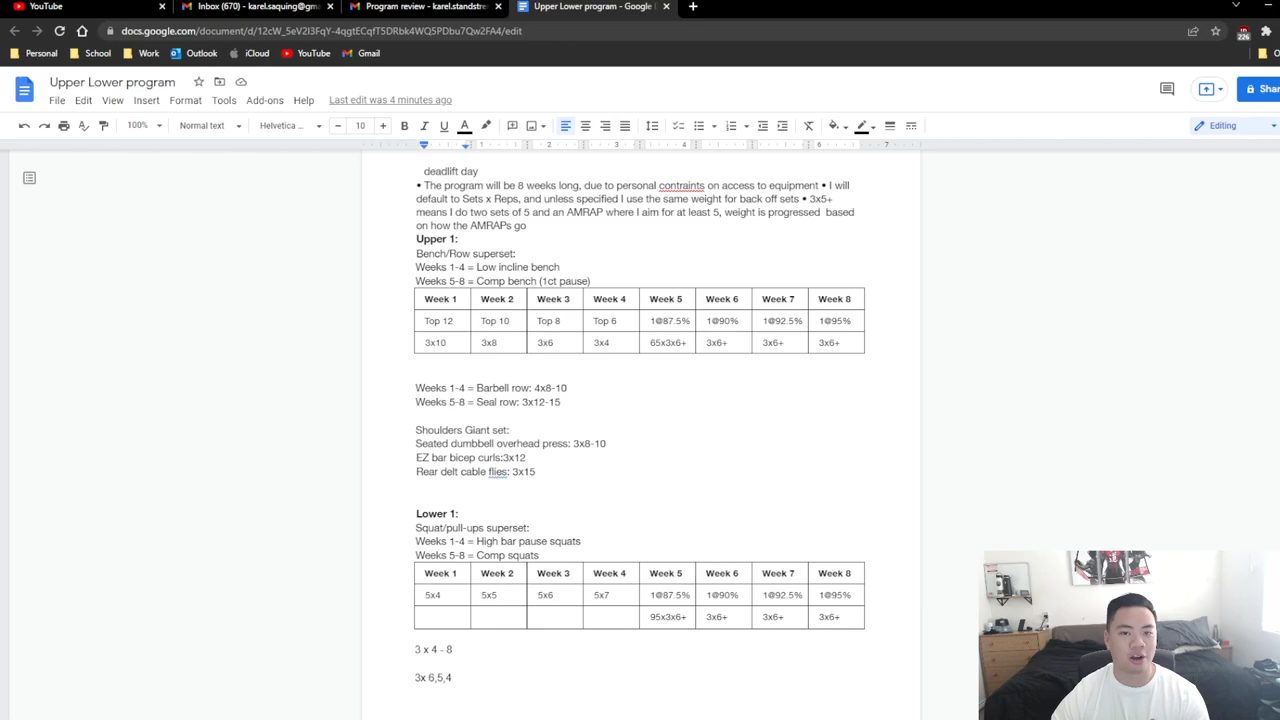 YouTube
Inbox (670) - karel.saquing@gm
Program review - karel.standstre
Upper Lower program - Google
docs.google.com/document/d/12cW_5eV2I3FqY-4qgtECqfT5DRbk4WQ5PDbu7Qw2FA4/edit
226
Personal
School
Work
Outlook
iCloud
YouTube
Gmail
Upper Lower program
Shar
File Edit View Insert Format Tools Add-ons Help Last edit was 4 minutes ago
100% Normal text Helvetica ... 10 Editing
1 2 3 4 6 7
deadlift day
• The program will be 8 weeks long, due to personal contraints on access to equipment • I will
default to Sets x Reps, and unless specified I use the same weight for back off sets • 3x5+
means I do two sets of 5 and an AMRAP where I aim for at least 5, weight is progressed based
on how the AMRAPs go
Upper 1:
Bench/Row superset:
Weeks 1-4 = Low incline bench
Weeks 5-8 = Comp bench (1ct pause)
Week 1 Week 2 Week 3 Week 4 Week 5 Week 6 Week 7 Week 8
Top 12 Top 10 Top 8 Top 6 1@87.5% 1@90% 1@92.5% 1@95%
3x10 3x8 3x6 3x4 65x3x6+ 3x6+ 3x6+ 3x6+
Weeks 1-4 = Barbell row: 4x8-10
Weeks 5-8 = Seal row: 3x12-15
Shoulders Giant set:
Seated dumbbell overhead press: 3x8-10
EZ bar bicep curls:3x12
Rear delt cable flies: 3x15
Lower 1:
Squat/pull-ups superset:
Weeks 1-4 = High bar pause squats
Weeks 5-8 = Comp squats
Week 1 Week 2 Week 3 Week 4 Week 5 Week 6 Week 7 Week 8
5x4 5x5 5x6 5x7 1@87.5% 1@90% 1@92.5% 1@95%
95x3x6+ 3x6+ 3x6+ 3x6+
3 x 4 - 8
3x 6,5,4